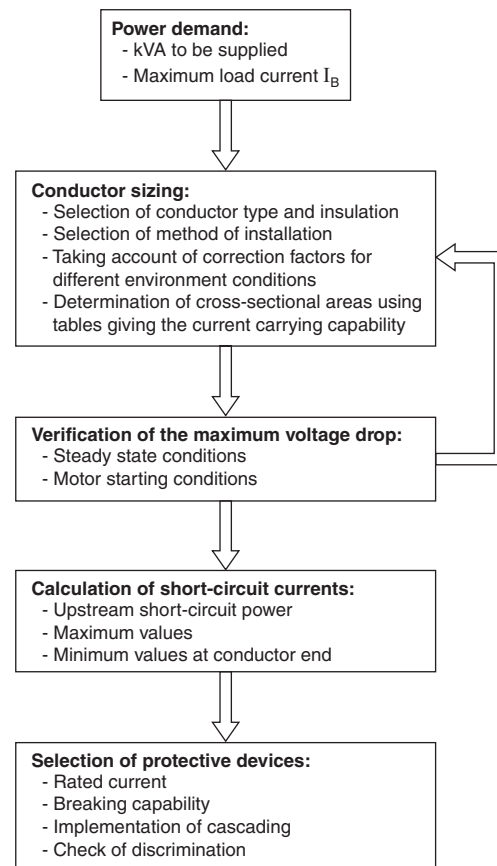 Power demand:
- kVA to be supplied
- Maximum load current I_B
Conductor sizing:
- Selection of conductor type and insulation
- Selection of method of installation
- Taking account of correction factors for
different environment conditions
- Determination of cross-sectional areas using
tables giving the current carrying capability
Verification of the maximum voltage drop:
- Steady state conditions
- Motor starting conditions
Calculation of short-circuit currents:
- Upstream short-circuit power
- Maximum values
- Minimum values at conductor end
Selection of protective devices:
- Rated current
- Breaking capability
- Implementation of cascading
- Check of discrimination